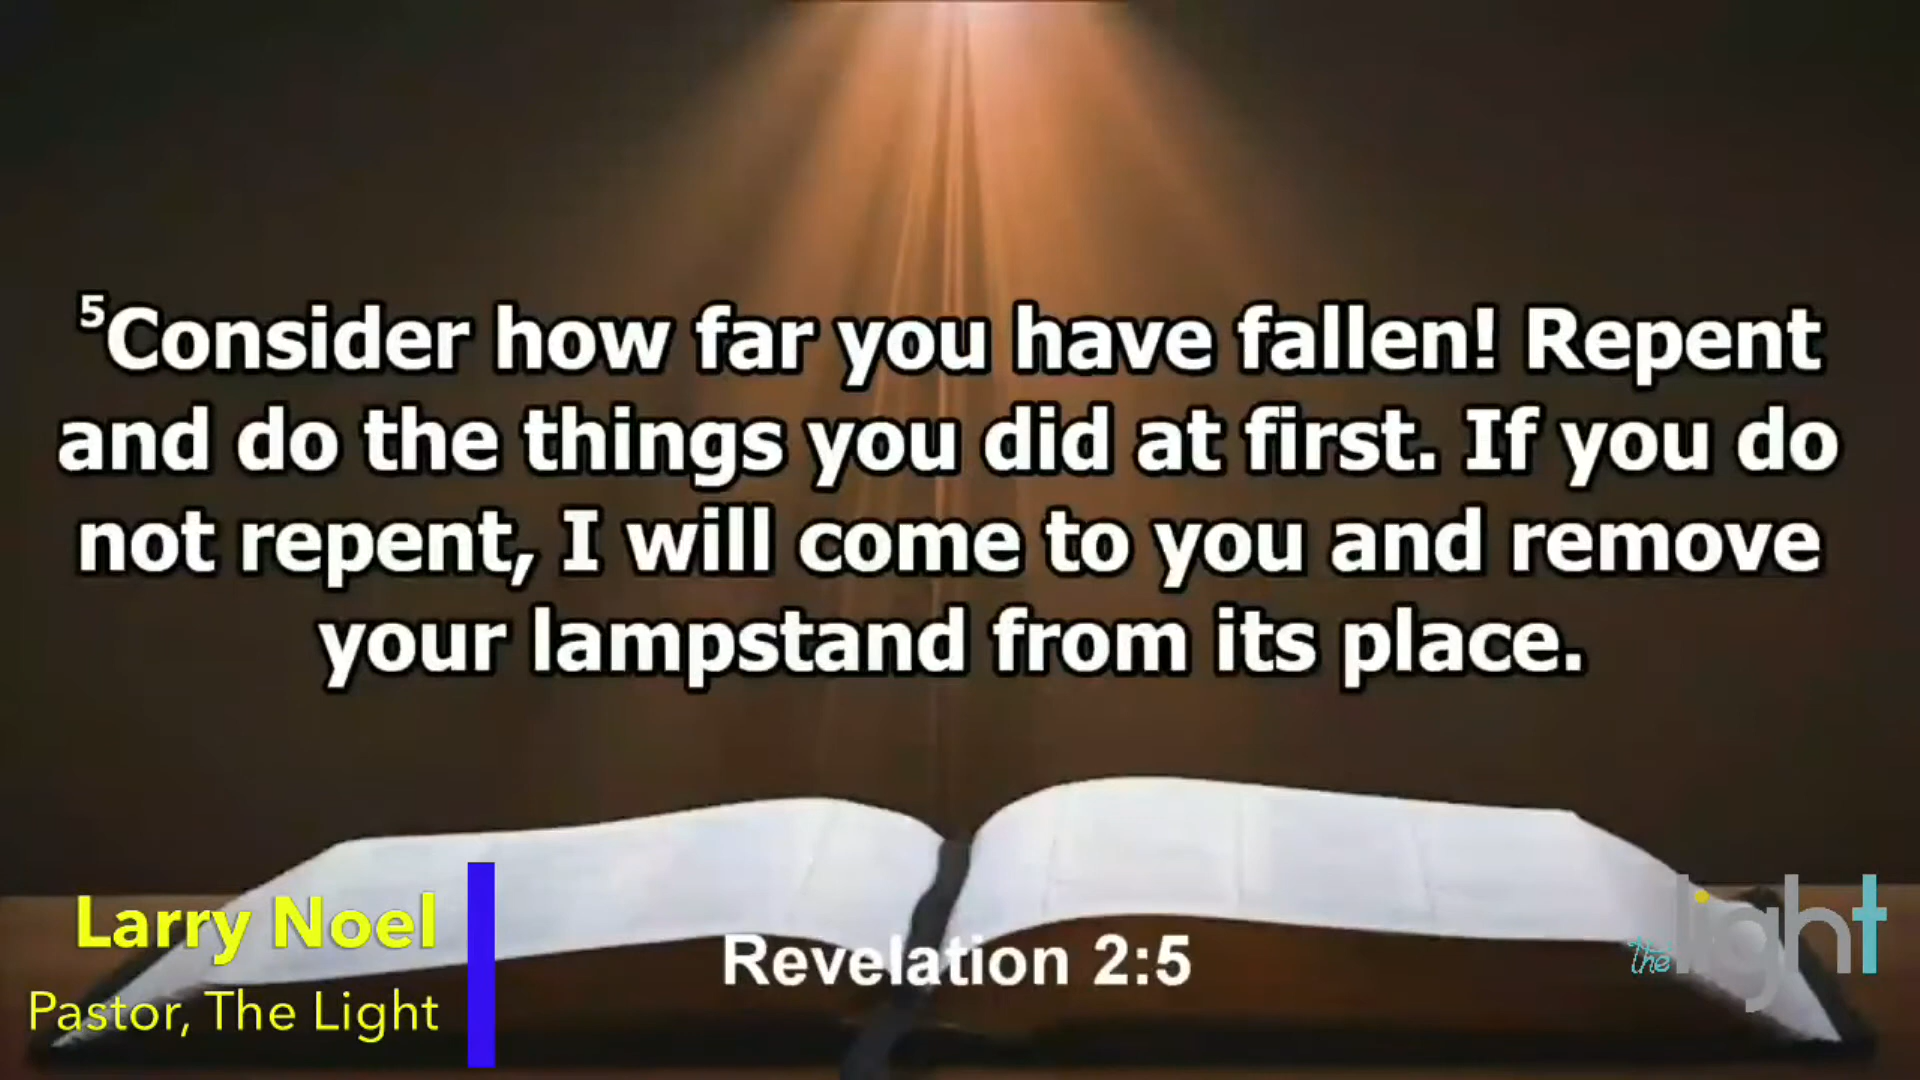 ⁵Consider how far you have fallen! Repent
and do the things you did at first. If you do
not repent, I will come to you and remove
your lampstand from its place.
Revelation 2:5
Larry Noel
Pastor, The Light
the light